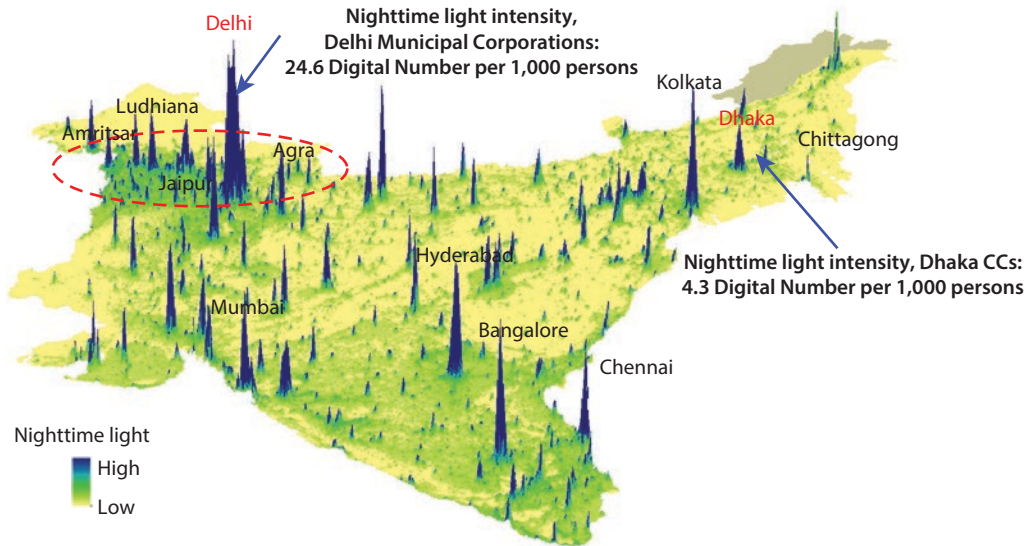 Delhi
Nighttime light intensity,
Delhi Municipal Corporations:
24.6 Digital Number per 1,000 persons
Kolkata
Ludhiana
Amritsar
Dhaka
Chittagong
Agra
Jaipur
Hyderabad
Nighttime light intensity, Dhaka CCs:
4.3 Digital Number per 1,000 persons
Mumbai
Bangalore
Chennai
Nighttime light
High
Low